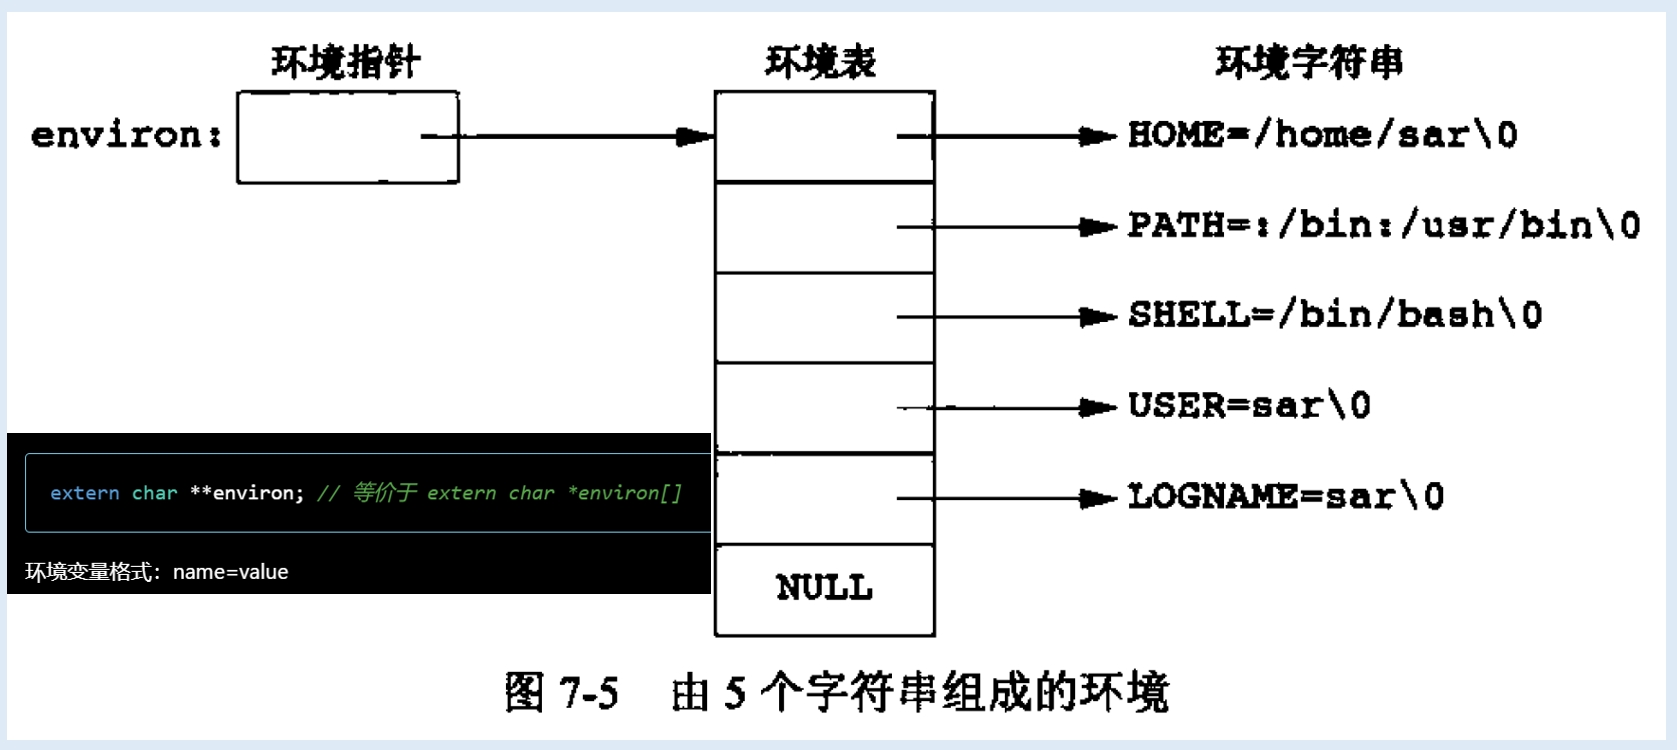 环境指针
环境表
环境字符串
environ:
HOME=/home/sar\0
PATH=:/bin:/usr/bin\0
SHELL=/bin/bash\0
USER=sar\0
LOGNAME=sar\0
NULL
extern char **environ; // 等价于 extern char *environ[]
环境变量格式：name=value
图 7-5 由 5 个字符串组成的环境